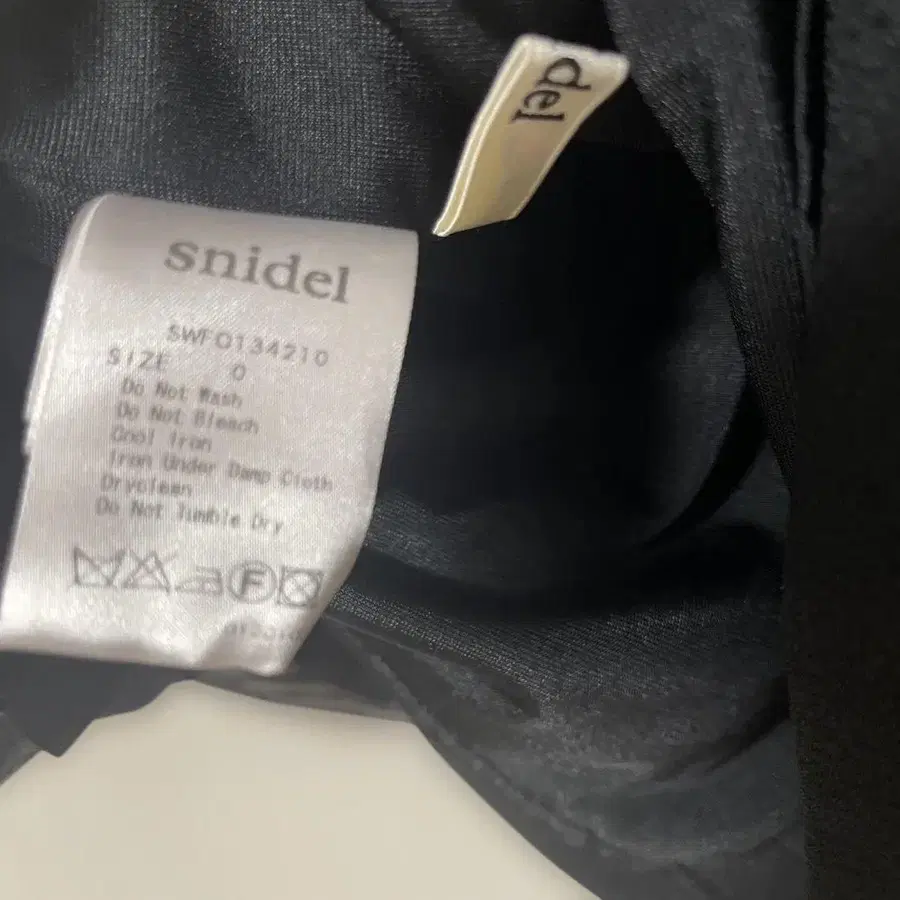 del
snidel
SWFO134210
SIZE 0
Do Not Wash
Do Not Bleach
Cool Iron
Iron Under Damp Cloth
Dryclean
Do Not Tumble Dry
F